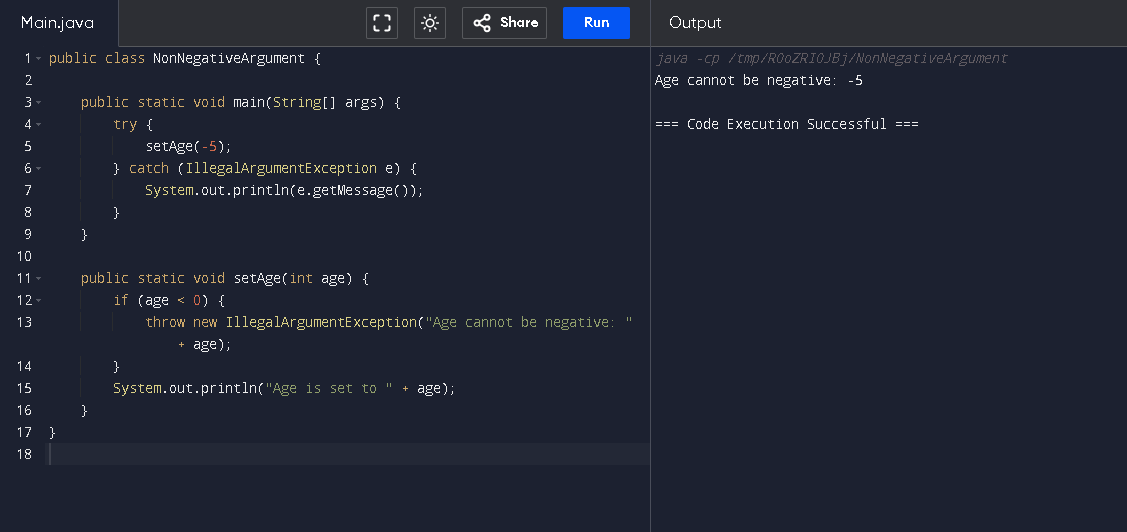 Main.java
Share
Run
Output
1 public class NonNegativeArgument {
2
3     public static void main(String[] args) {
4         try {
5             setAge(-5);
6         } catch (IllegalArgumentException e) {
7             System.out.println(e.getMessage());
8         }
9     }
10
11     public static void setAge(int age) {
12         if (age < 0) {
13             throw new IllegalArgumentException("Age cannot be negative: "
                + age);
14         }
15         System.out.println("Age is set to " + age);
16     }
17 }
18
java -cp /tmp/ROoZRI0JBj/NonNegativeArgument
Age cannot be negative: -5
=== Code Execution Successful ===